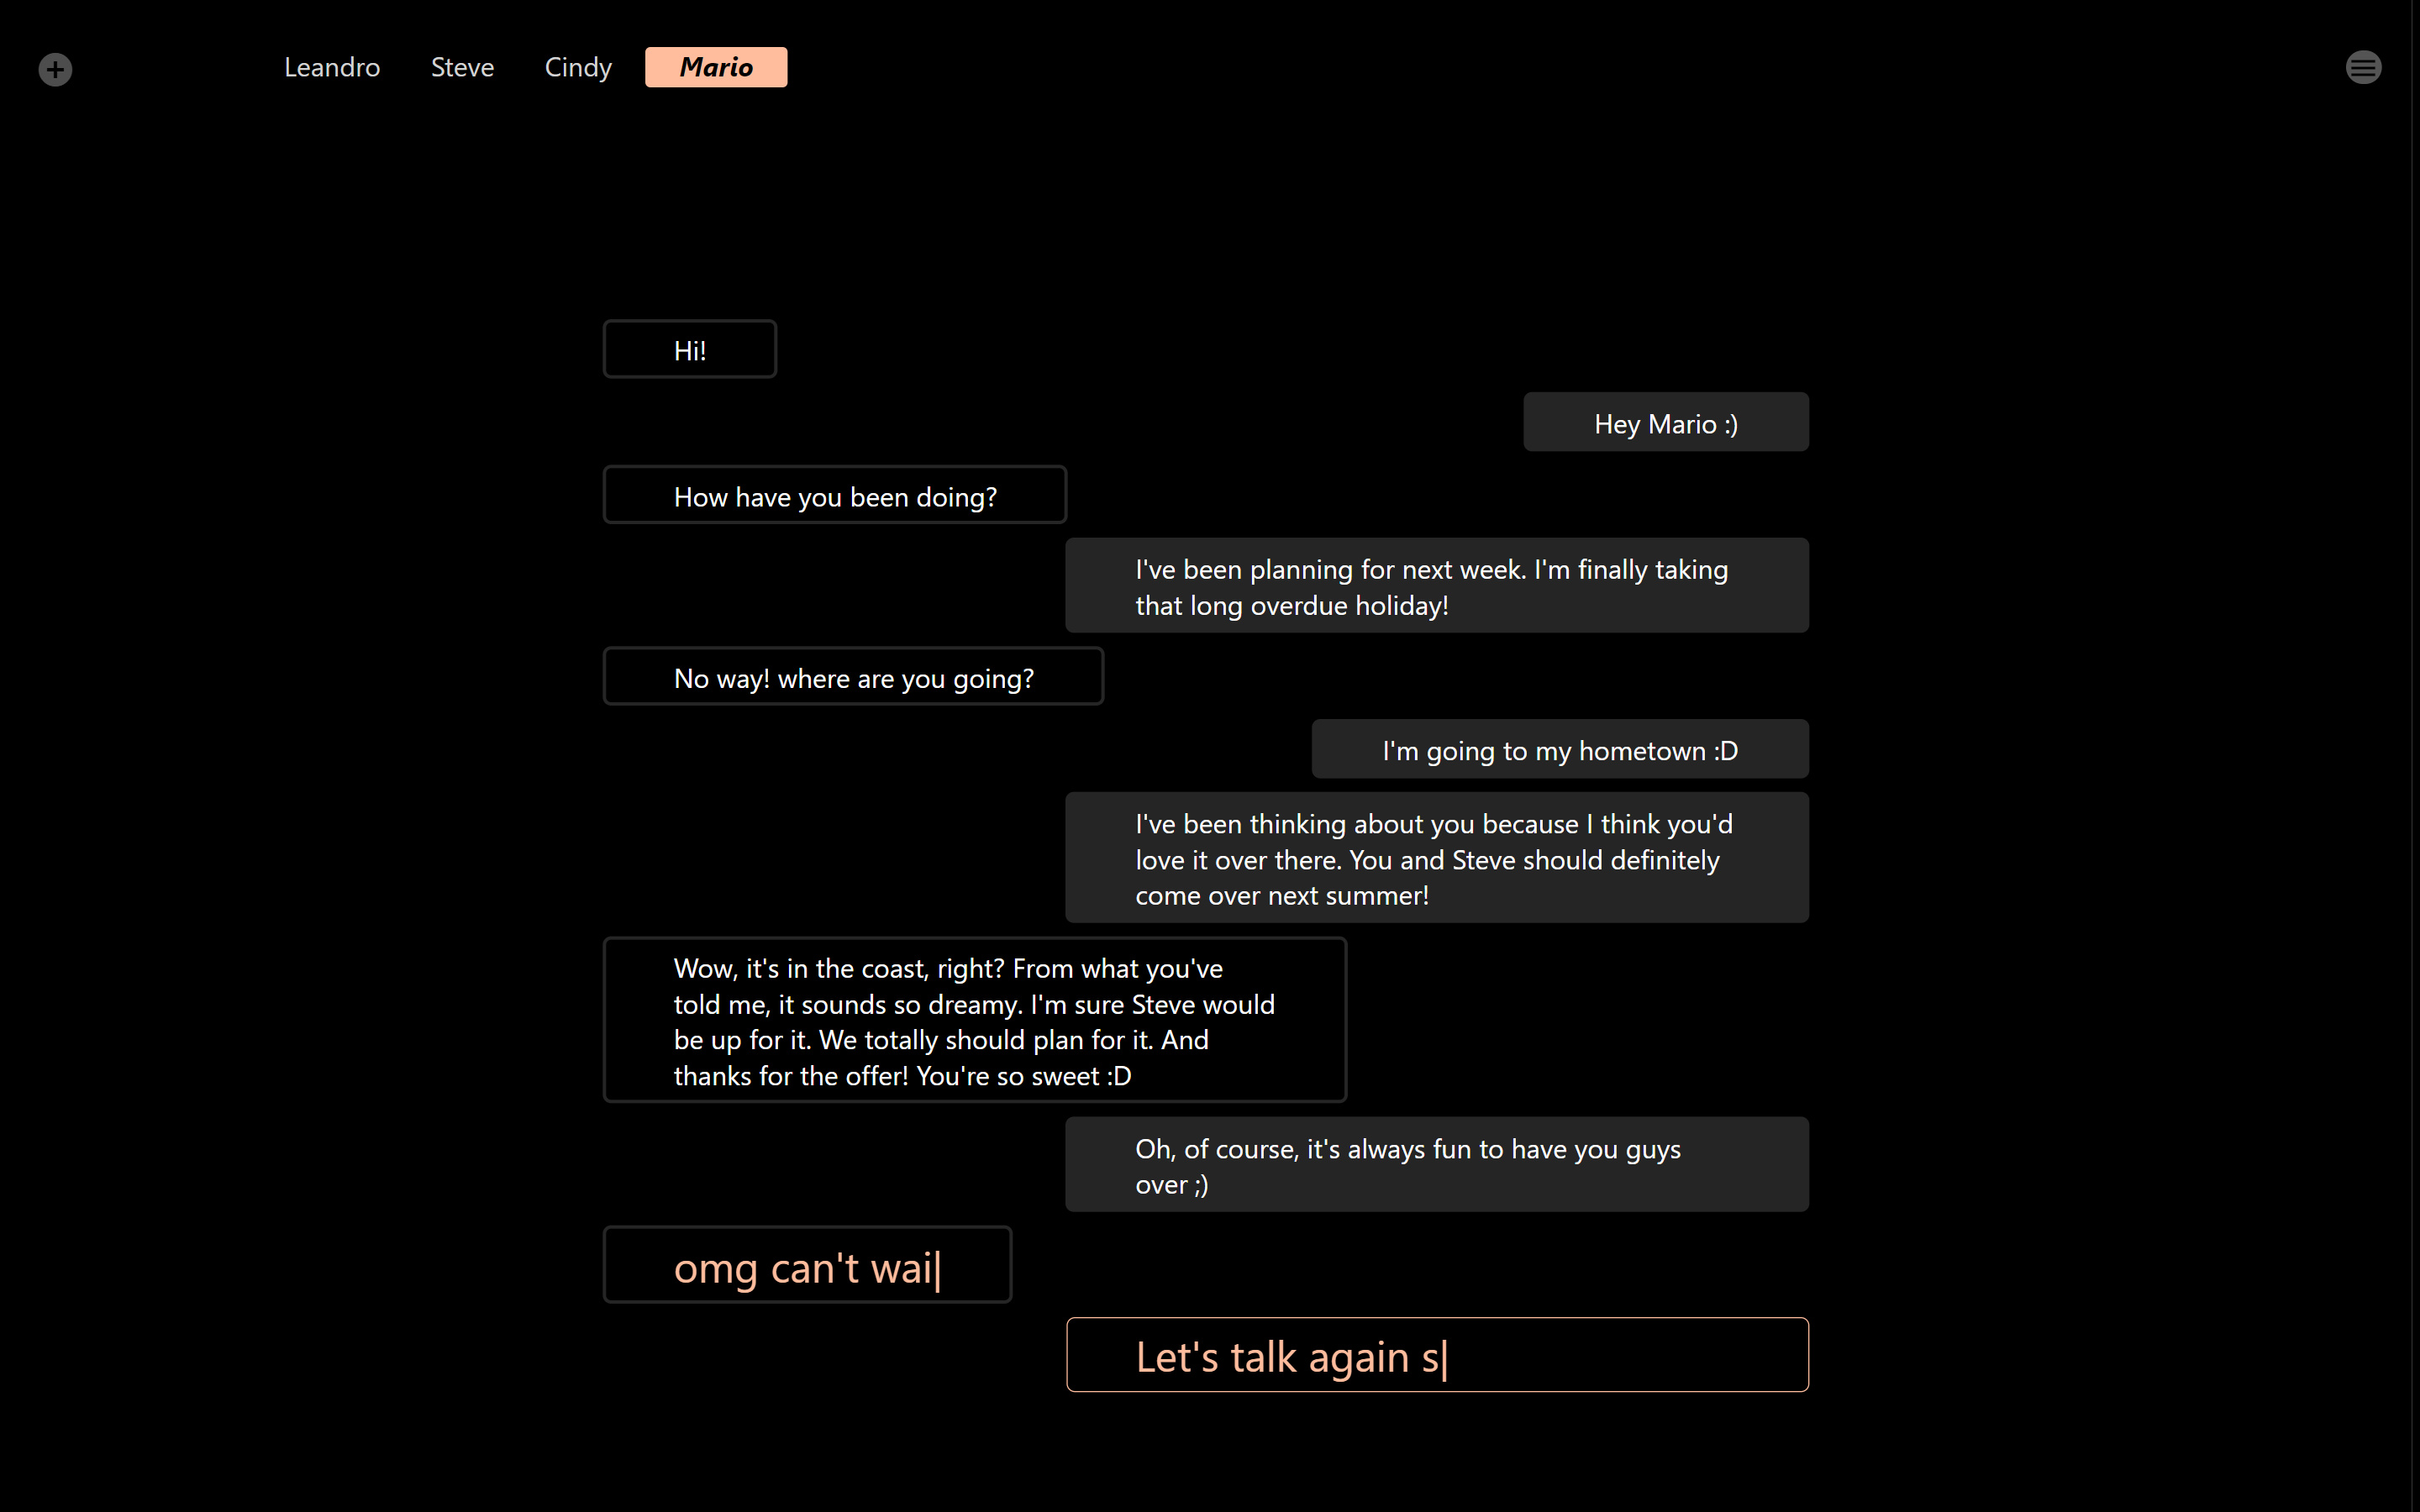 Leandro Steve Cindy Mario
Hi!
Hey Mario :)
How have you been doing?
I've been planning for next week. I'm finally taking
that long overdue holiday!
No way! where are you going?
I'm going to my hometown :D
I've been thinking about you because I think you'd
love it over there. You and Steve should definitely
come over next summer!
Wow, it's in the coast, right? From what you've
told me, it sounds so dreamy. I'm sure Steve would
be up for it. We totally should plan for it. And
thanks for the offer! You're so sweet :D
Oh, of course, it's always fun to have you guys
over ;)
omg can't wai
Let's talk again s